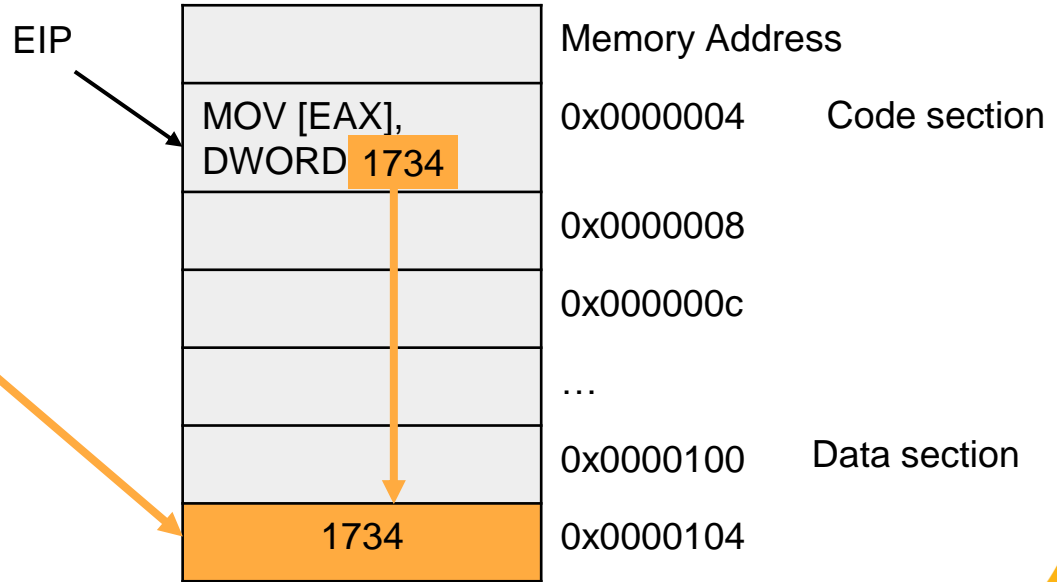 EIP
Memory Address
MOV [EAX],
DWORD 1734
0x0000004
Code section
0x0000008
0x000000c
…
0x0000100
Data section
1734
0x0000104